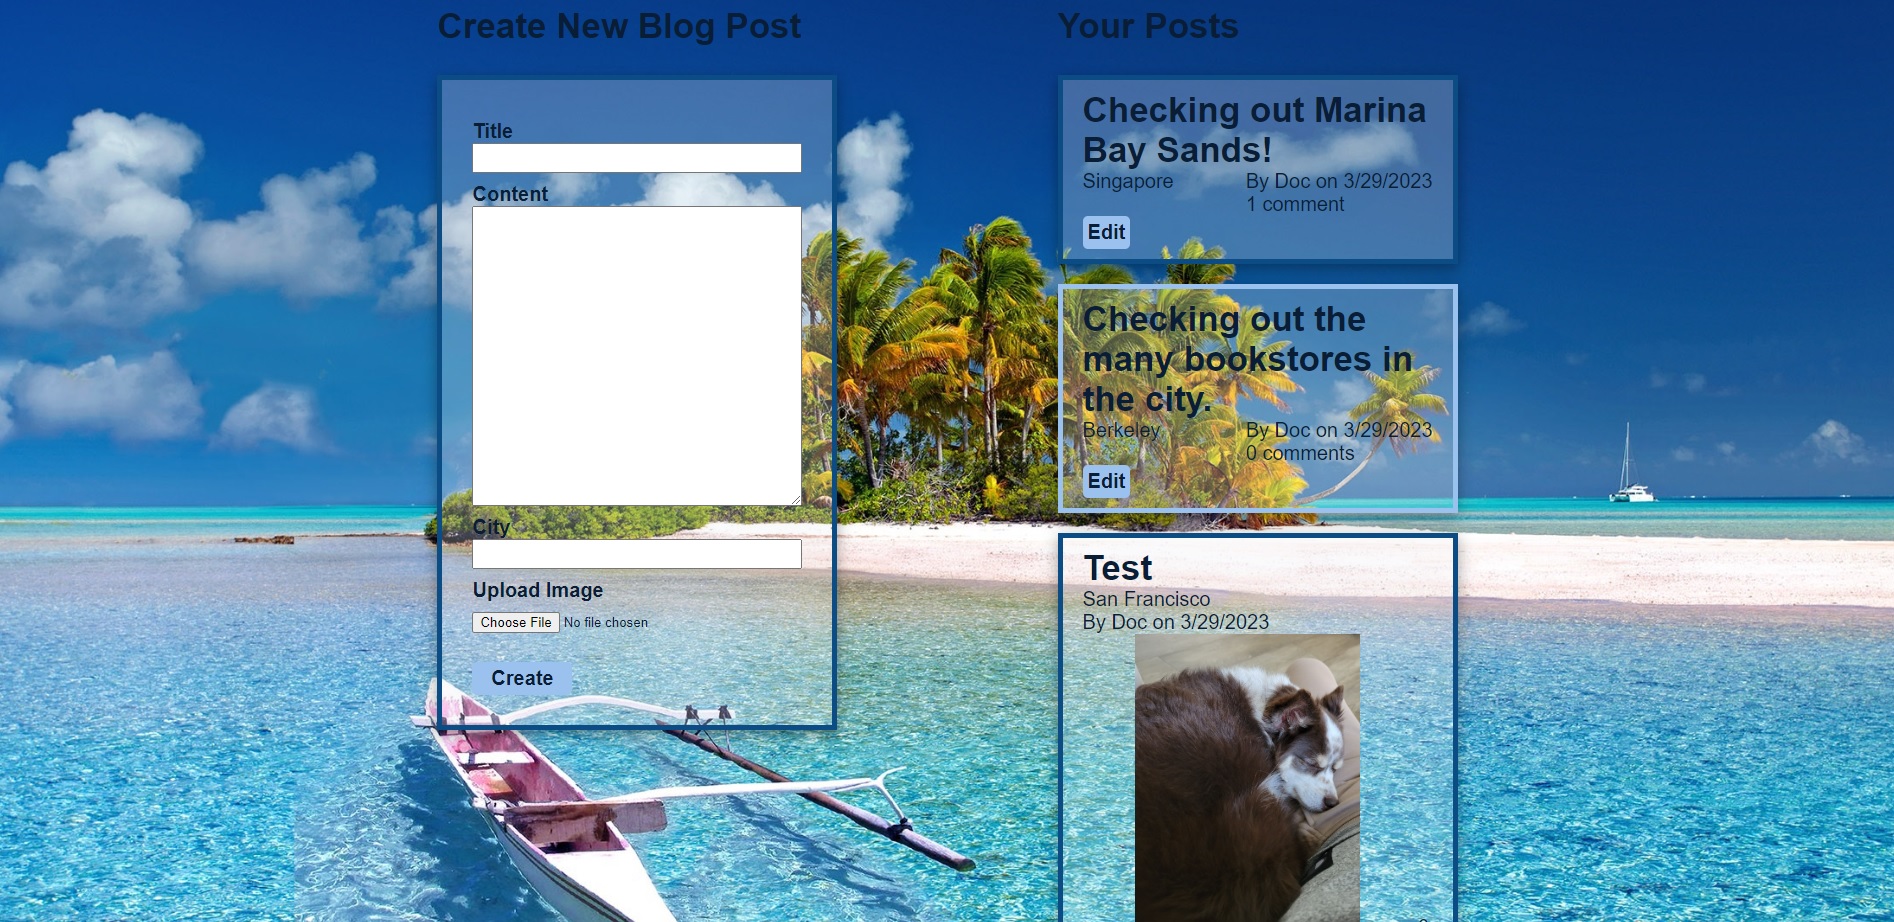 Create New Blog Post
Title
Content
City
Upload Image
Choose File No file chosen
Create
Your Posts
Checking out Marina
Bay Sands!
Singapore By Doc on 3/29/2023
1 comment
Edit
Checking out the
many bookstores in
the city.
Berkeley By Doc on 3/29/2023
0 comments
Edit
Test
San Francisco
By Doc on 3/29/2023